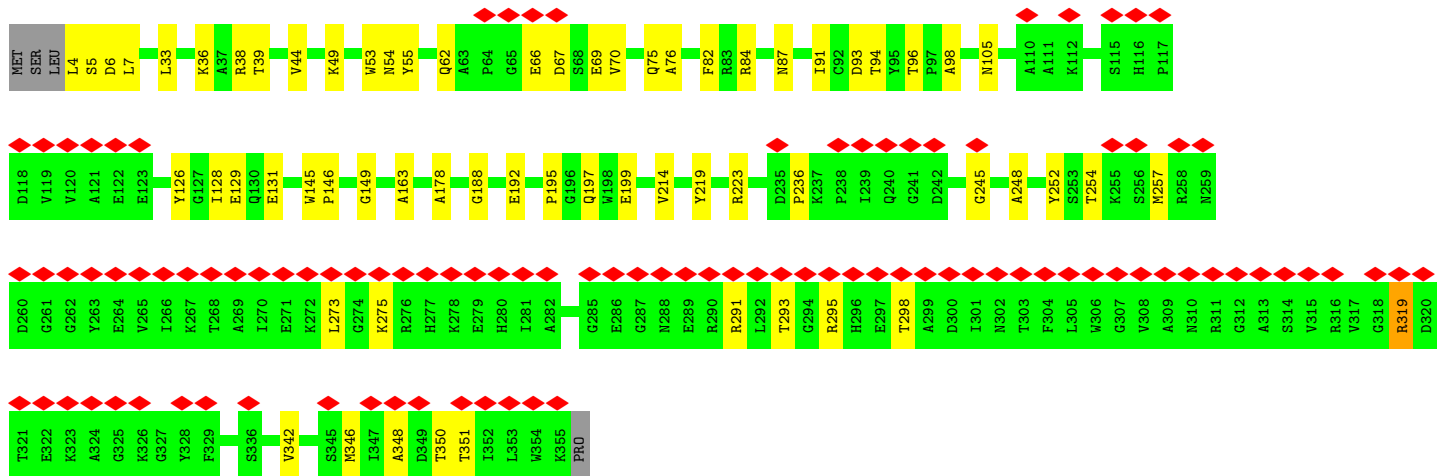 MET SER LEU L4 S5 D6 L7 L33 K36 A37 R38 T39 V44 K49 W53 N54 Y55 Q62 A63 P64 G65 E66 D67 S68 E69 V70 Q75 A76 F82 R83 R84 N87 I91 C92 D93 T94 Y95 T96 P97 A98 N105 A110 A111 K112 S115 H116 P117
D118 V119 V120 A121 E122 E123 Y126 G127 I128 E129 Q130 E131 W145 P146 G149 A163 A178 G188 E192 P195 G196 Q197 W198 E199 V214 Y219 R223 D235 P236 K237 P238 I239 Q240 G241 D242 G245 A248 Y252 S253 T254 K255 S256 M257 R258 N259
D260 G261 G262 Y263 E264 V265 I266 K267 T268 A269 I270 E271 K272 L273 G274 K275 R276 H277 K278 E279 H280 I281 A282 G285 E286 G287 N288 E289 R290 R291 L292 T293 G294 R295 H296 E297 T298 A299 D300 I301 N302 T303 F304 L305 W306 G307 V308 A309 N310 R311 G312 A313 S314 V315 R316 V317 G318 R319 D320
T321 E322 K323 A324 G325 K326 G327 Y328 F329 S336 V342 S345 M346 I347 A348 D349 T350 T351 I352 L353 W354 K355 PRO